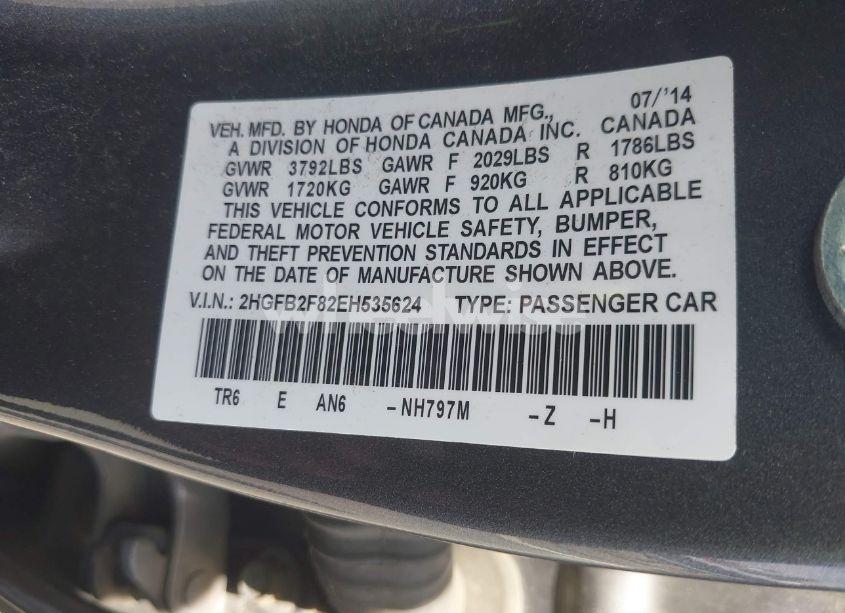 VEH. MFD. BY HONDA OF CANADA MFG., 07/'14
A DIVISION OF HONDA CANADA INC. CANADA
GVWR 3792LBS GAWR F 2029LBS R 1786LBS
GVWR 1720KG GAWR F 920KG R 810KG
THIS VEHICLE CONFORMS TO ALL APPLICABLE
FEDERAL MOTOR VEHICLE SAFETY, BUMPER,
AND THEFT PREVENTION STANDARDS IN EFFECT
ON THE DATE OF MANUFACTURE SHOWN ABOVE.
V.I.N.: 2HGFB2F82EH535624 TYPE: PASSENGER CAR
wheelwise
TR6 E AN6 -NH797M -Z -H